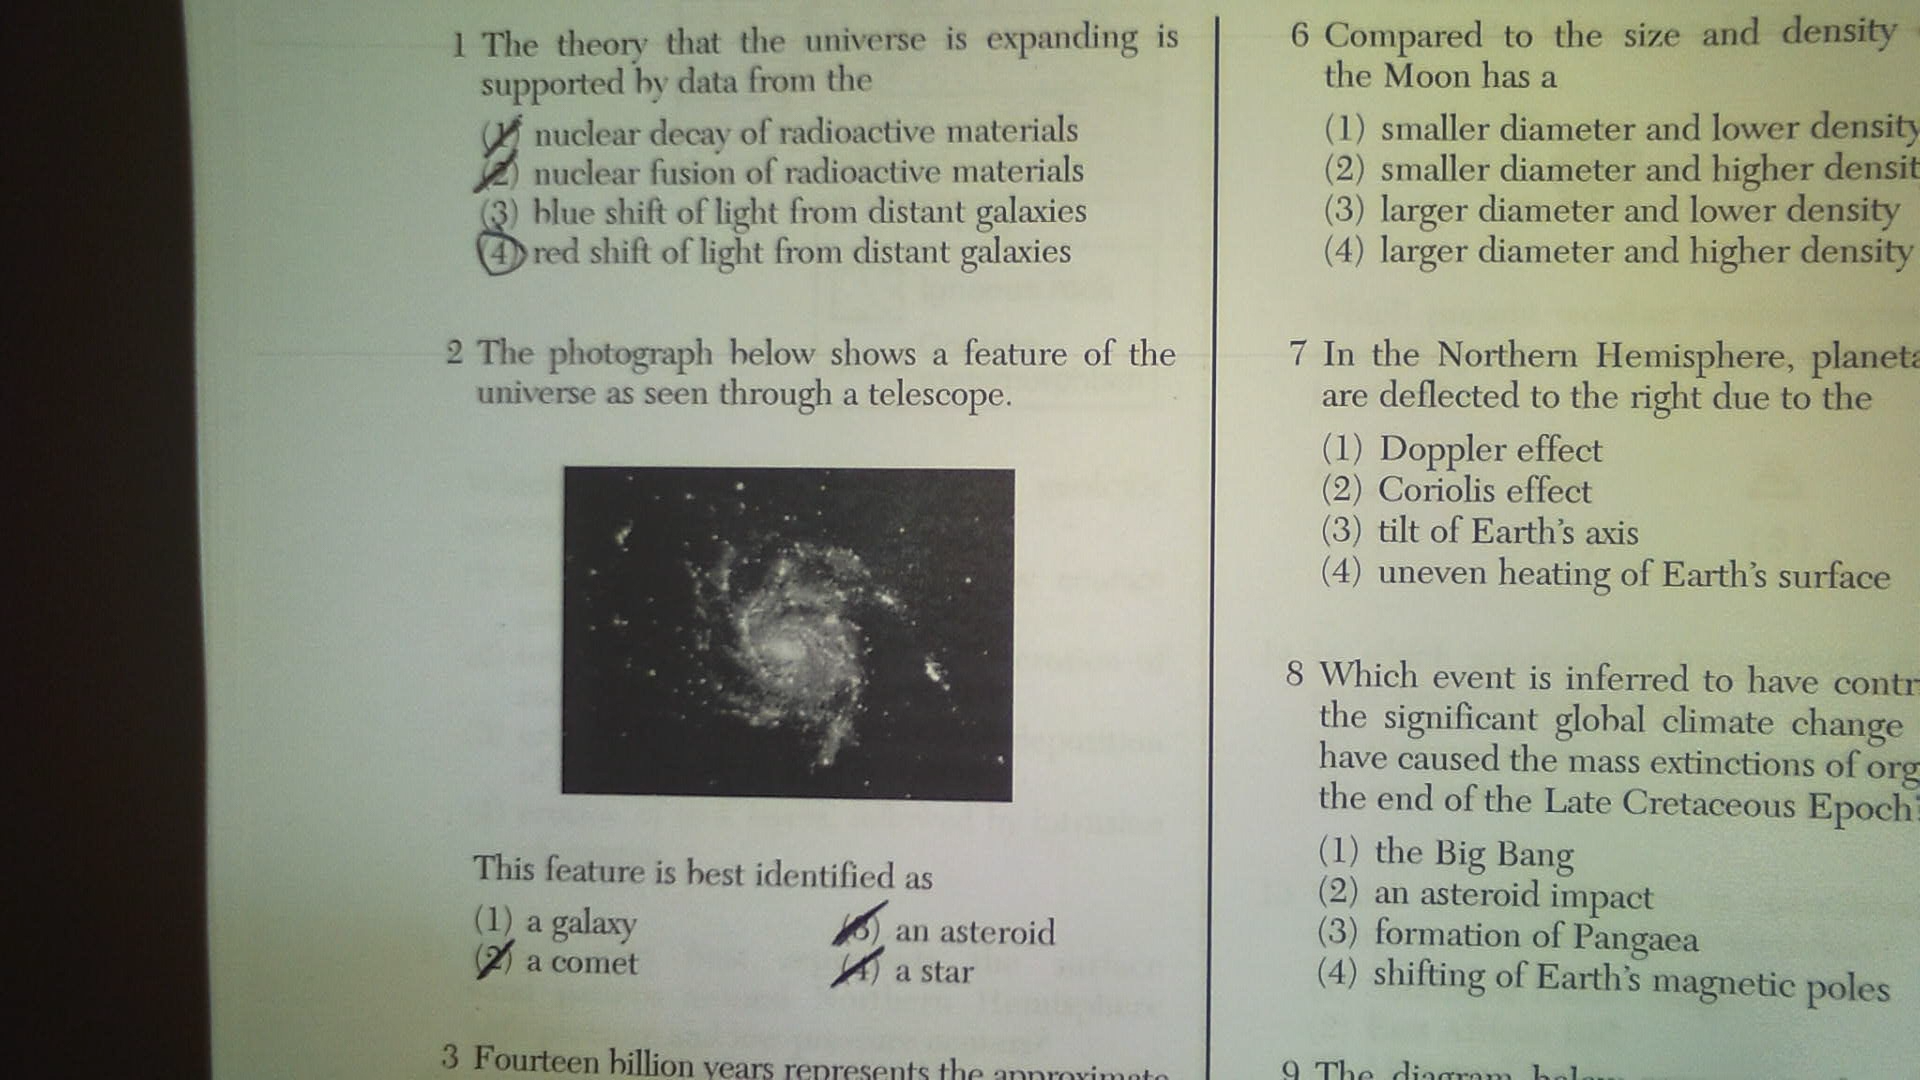 1 The theory that the universe is expanding is
supported by data from the
(1) nuclear decay of radioactive materials
(2) nuclear fusion of radioactive materials
(3) blue shift of light from distant galaxies
(4) red shift of light from distant galaxies
2 The photograph below shows a feature of the
universe as seen through a telescope.
This feature is best identified as
(1) a galaxy
(2) a comet
(3) an asteroid
(4) a star
3 Fourteen billion years represents the approximate
6 Compared to the size and density
the Moon has a
(1) smaller diameter and lower density
(2) smaller diameter and higher densit
(3) larger diameter and lower density
(4) larger diameter and higher density
7 In the Northern Hemisphere, planeta
are deflected to the right due to the
(1) Doppler effect
(2) Coriolis effect
(3) tilt of Earth's axis
(4) uneven heating of Earth's surface
8 Which event is inferred to have contr
the significant global climate change
have caused the mass extinctions of org
the end of the Late Cretaceous Epoch?
(1) the Big Bang
(2) an asteroid impact
(3) formation of Pangaea
(4) shifting of Earth's magnetic poles
9 The diagram below